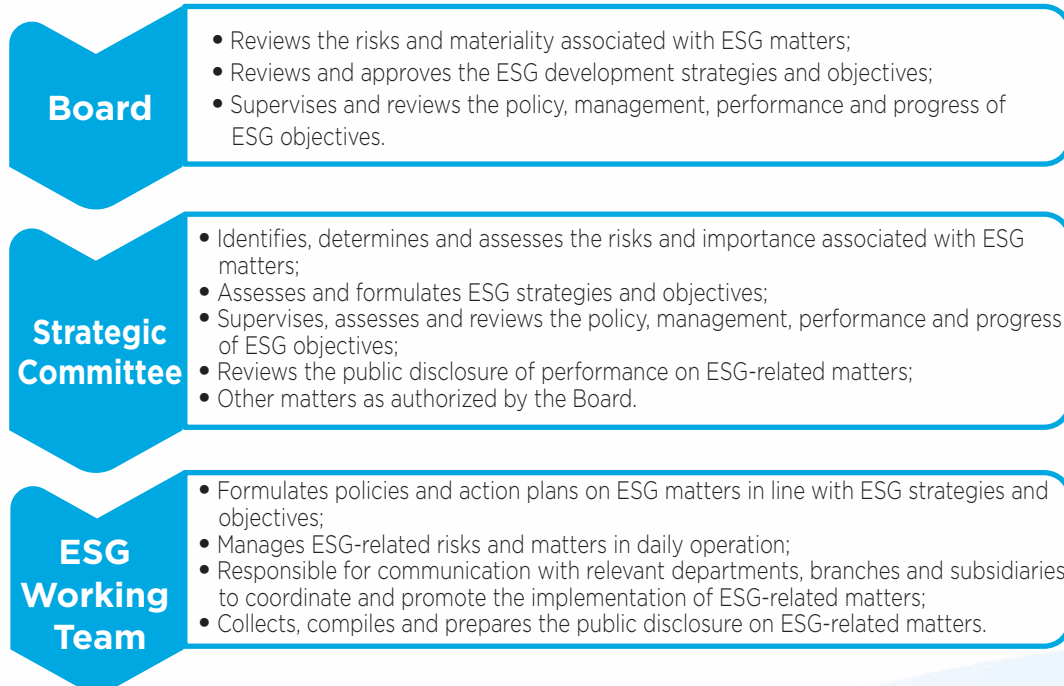 Board
• Reviews the risks and materiality associated with ESG matters;
• Reviews and approves the ESG development strategies and objectives;
• Supervises and reviews the policy, management, performance and progress of
ESG objectives.
Strategic
Committee
• Identifies, determines and assesses the risks and importance associated with ESG
matters;
• Assesses and formulates ESG strategies and objectives;
• Supervises, assesses and reviews the policy, management, performance and progress
of ESG objectives;
• Reviews the public disclosure of performance on ESG-related matters;
• Other matters as authorized by the Board.
ESG
Working
Team
• Formulates policies and action plans on ESG matters in line with ESG strategies and
objectives;
• Manages ESG-related risks and matters in daily operation;
• Responsible for communication with relevant departments, branches and subsidiaries
to coordinate and promote the implementation of ESG-related matters;
• Collects, compiles and prepares the public disclosure on ESG-related matters.